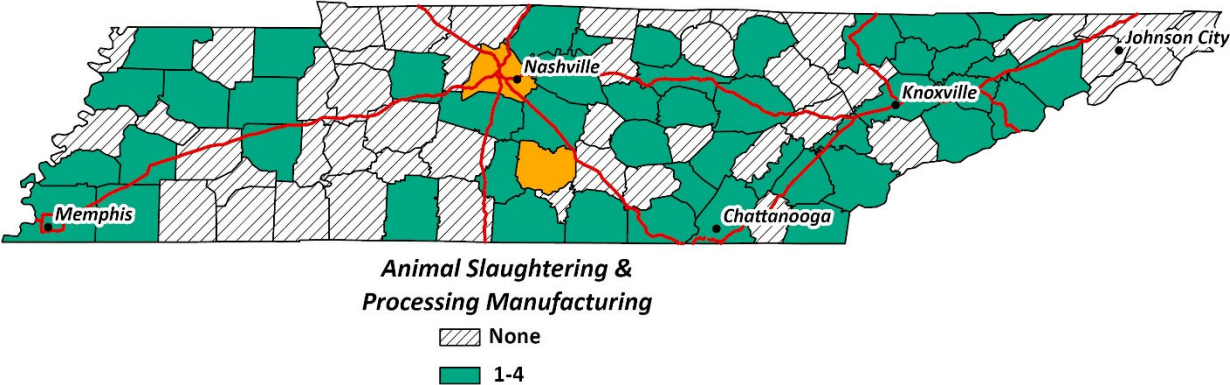 Johnson City
Nashville
Knoxville
Memphis
Chattanooga
Animal Slaughtering &
Processing Manufacturing
None
1-4